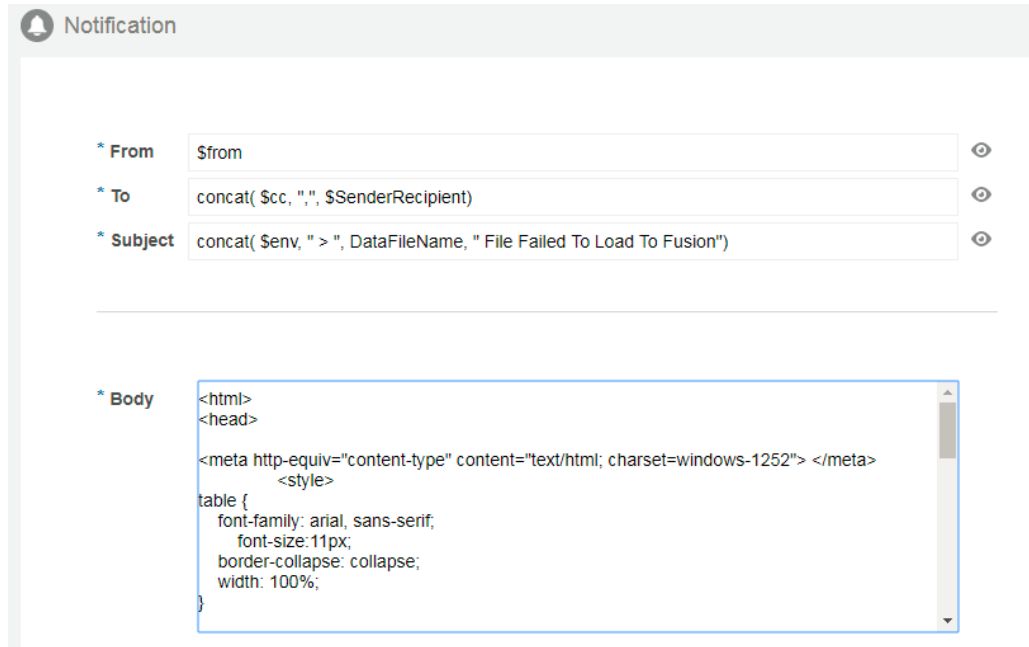 Notification
* From $from
* To concat( $cc, ",", $SenderRecipient)
* Subject concat( $env, " > ", DataFileName, " File Failed To Load To Fusion")
* Body
<html>
<head>
<meta http-equiv="content-type" content="text/html; charset=windows-1252"> </meta>
<style>
table {
font-family: arial, sans-serif;
font-size:11px;
border-collapse: collapse;
width: 100%;
}